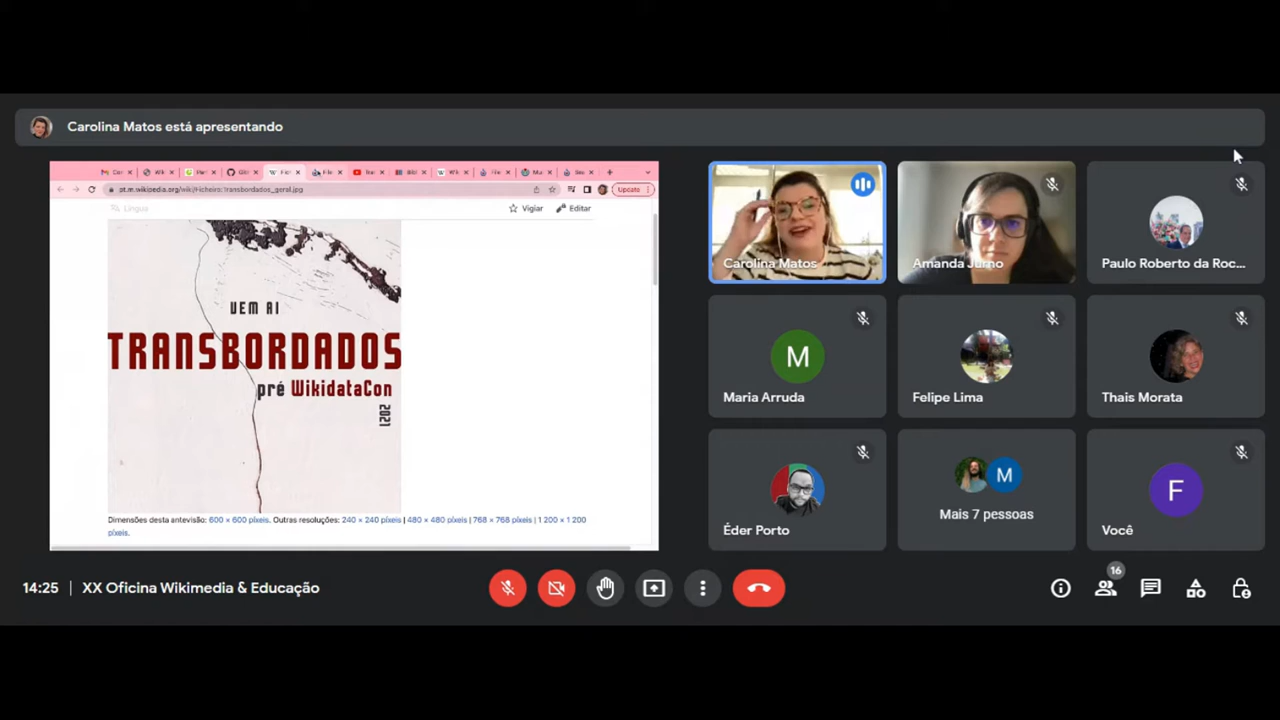 Carolina Matos está apresentando
pt.m.wikipedia.org/wiki/Ficheiro:Transbordados_geral.jpg
Update
Língua
Vigiar
Editar
VEM AI
TRANSBORDADOS
pré WikidataCon
2021
Dimensões desta antevisão: 600 × 600 píxeis. Outras resoluções: 240 × 240 píxeis | 480 × 480 píxeis | 768 × 768 píxeis | 1 200 × 1 200
píxeis.
Carolina Matos
Amanda Jurno
Paulo Roberto da Roc...
Maria Arruda
M
Felipe Lima
Thais Morata
Éder Porto
M
Mais 7 pessoas
F
Você
14:25 | XX Oficina Wikimedia & Educação
16